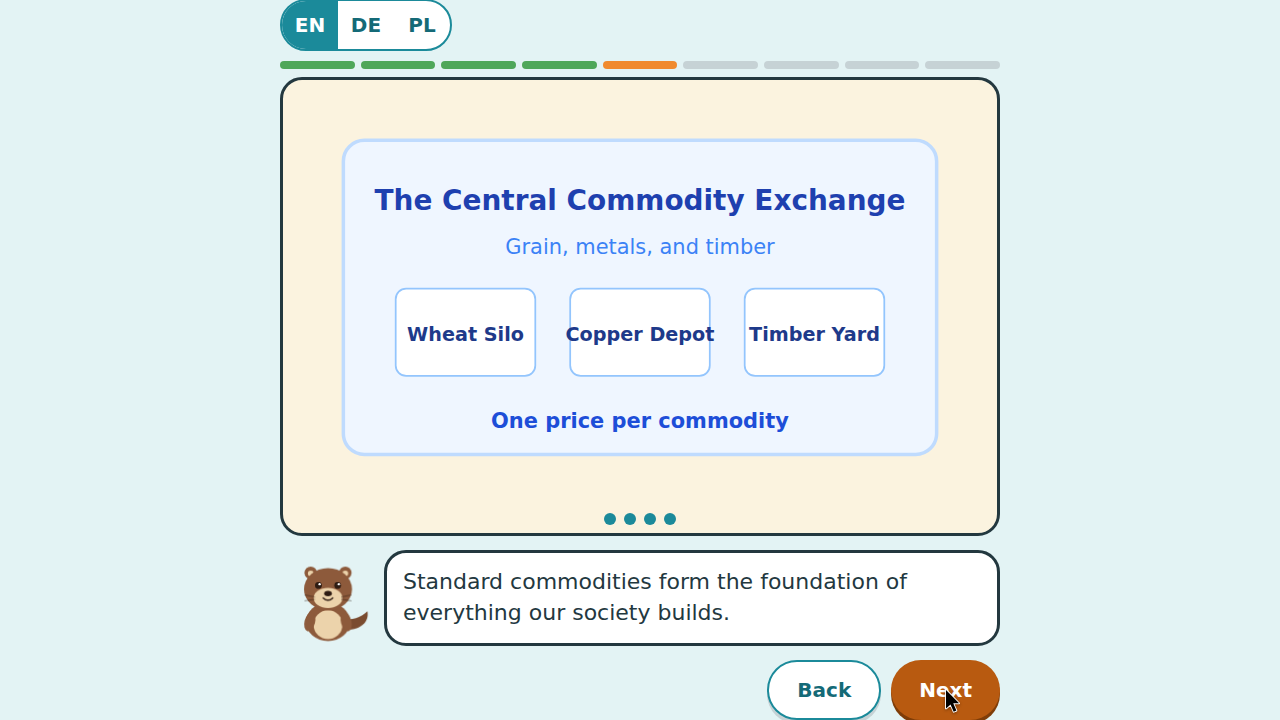 EN DE PL
The Central Commodity Exchange
Grain, metals, and timber
Wheat Silo Copper Depot Timber Yard
One price per commodity
Standard commodities form the foundation of
everything our society builds.
Back Next